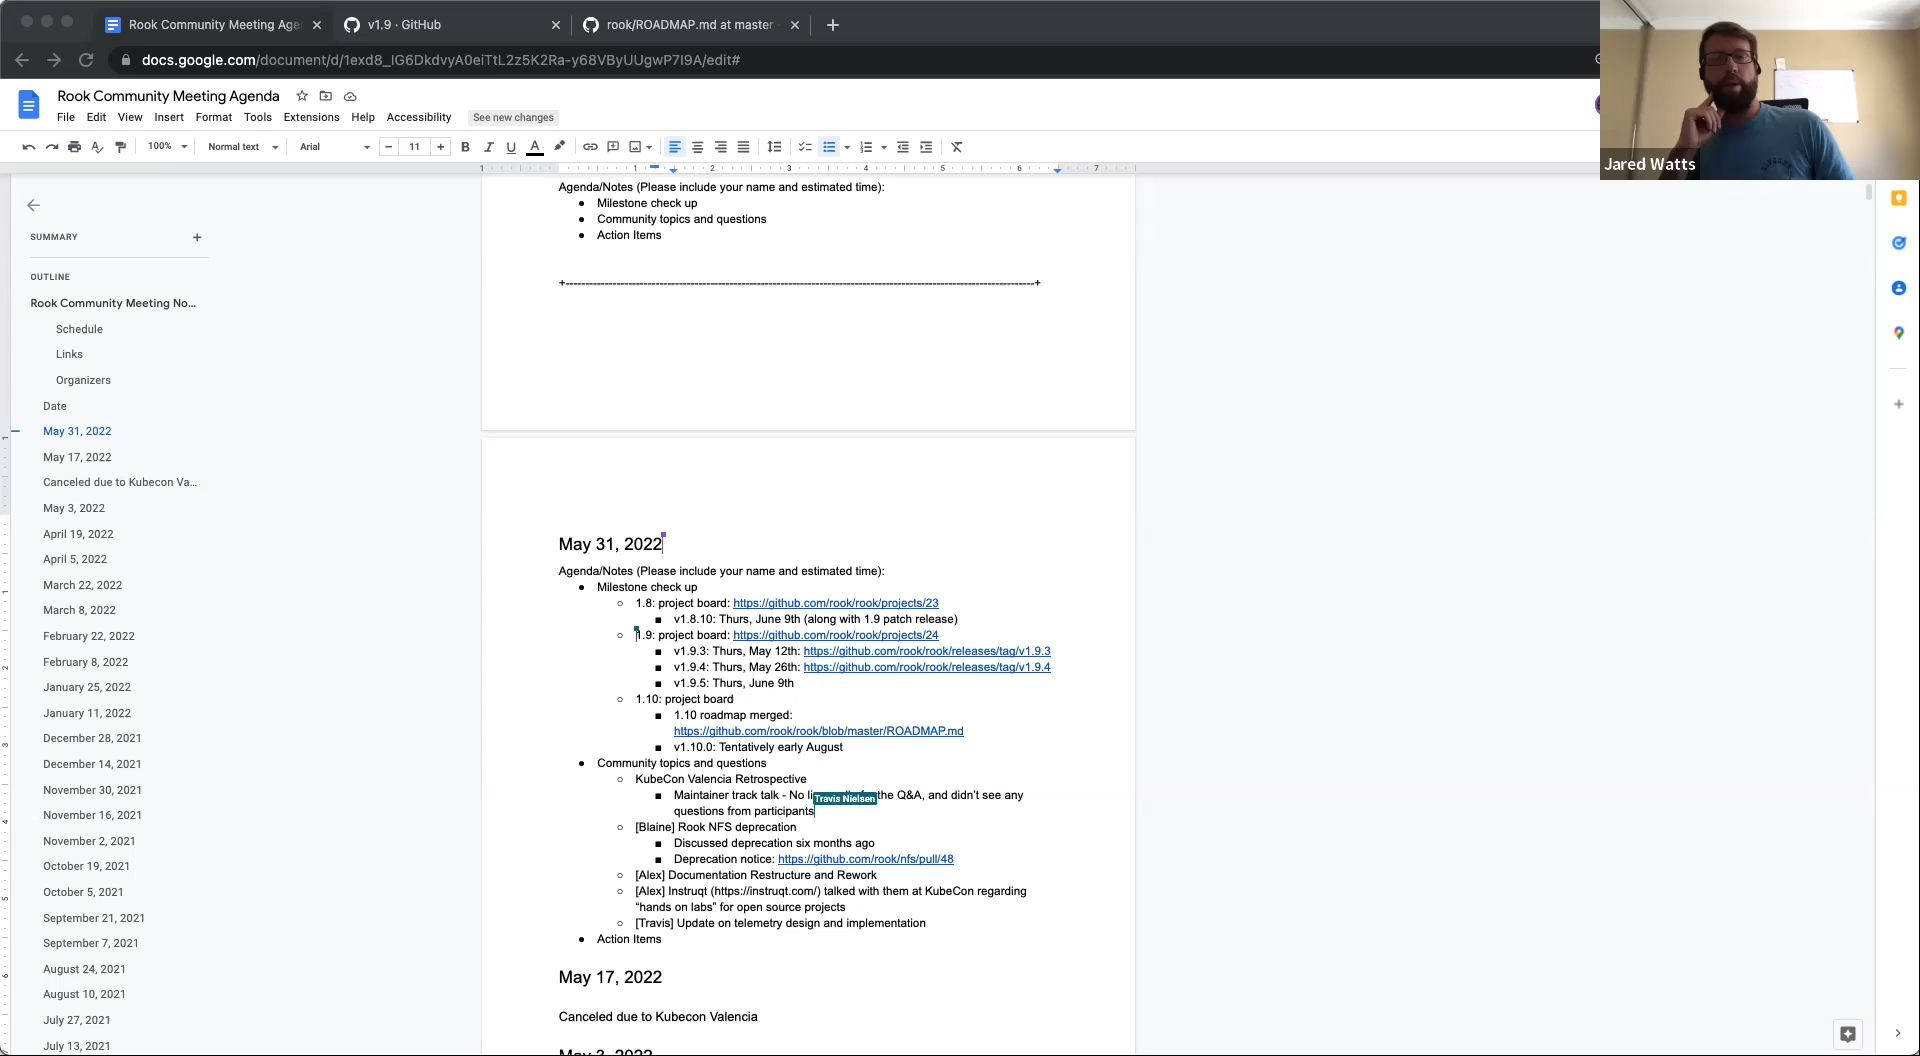 Rook Community Meeting Age
v1.9 · GitHub
rook/ROADMAP.md at master
docs.google.com/document/d/1exd8_IG6DkdvyA0eiTtL2z5K2Ra-y68VByUUgwP7I9A/edit#
Rook Community Meeting Agenda
File Edit View Insert Format Tools Extensions Help Accessibility See new changes
100% Normal text Arial 11
1 1 2 3 4 5 6 7
Jared Watts
SUMMARY
OUTLINE
Rook Community Meeting No...
Schedule
Links
Organizers
Date
May 31, 2022
May 17, 2022
Canceled due to Kubecon Va...
May 3, 2022
April 19, 2022
April 5, 2022
March 22, 2022
March 8, 2022
February 22, 2022
February 8, 2022
January 25, 2022
January 11, 2022
December 28, 2021
December 14, 2021
November 30, 2021
November 16, 2021
November 2, 2021
October 19, 2021
October 5, 2021
September 21, 2021
September 7, 2021
August 24, 2021
August 10, 2021
July 27, 2021
July 13, 2021
Agenda/Notes (Please include your name and estimated time):
● Milestone check up
● Community topics and questions
● Action Items
May 31, 2022
Agenda/Notes (Please include your name and estimated time):
● Milestone check up
○ 1.8: project board: https://github.com/rook/rook/projects/23
■ v1.8.10: Thurs, June 9th (along with 1.9 patch release)
○ 1.9: project board: https://github.com/rook/rook/projects/24
■ v1.9.3: Thurs, May 12th: https://github.com/rook/rook/releases/tag/v1.9.3
■ v1.9.4: Thurs, May 26th: https://github.com/rook/rook/releases/tag/v1.9.4
■ v1.9.5: Thurs, June 9th
○ 1.10: project board
■ 1.10 roadmap merged:
https://github.com/rook/rook/blob/master/ROADMAP.md
■ v1.10.0: Tentatively early August
● Community topics and questions
○ KubeCon Valencia Retrospective
■ Maintainer track talk - No the Q&A, and didn't see any
Travis Nielsen
questions from participants
○ [Blaine] Rook NFS deprecation
■ Discussed deprecation six months ago
■ Deprecation notice: https://github.com/rook/nfs/pull/48
○ [Alex] Documentation Restructure and Rework
○ [Alex] Instruqt (https://instruqt.com/) talked with them at KubeCon regarding
"hands on labs" for open source projects
○ [Travis] Update on telemetry design and implementation
● Action Items
May 17, 2022
Canceled due to Kubecon Valencia
May 3, 2022